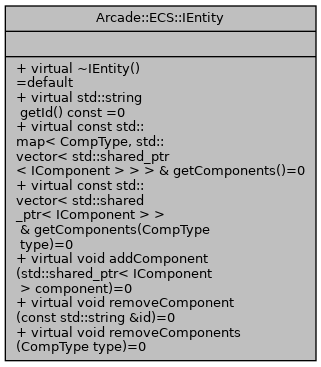 Arcade::ECS::IEntity
+ virtual ~IEntity()
=default
+ virtual std::string
getId() const =0
+ virtual const std::
map< CompType, std::
vector< std::shared_ptr
< IComponent > > > & getComponents()=0
+ virtual const std::
vector< std::shared
_ptr< IComponent > >
& getComponents(CompType
type)=0
+ virtual void addComponent
(std::shared_ptr< IComponent
> component)=0
+ virtual void removeComponent
(const std::string &id)=0
+ virtual void removeComponents
(CompType type)=0